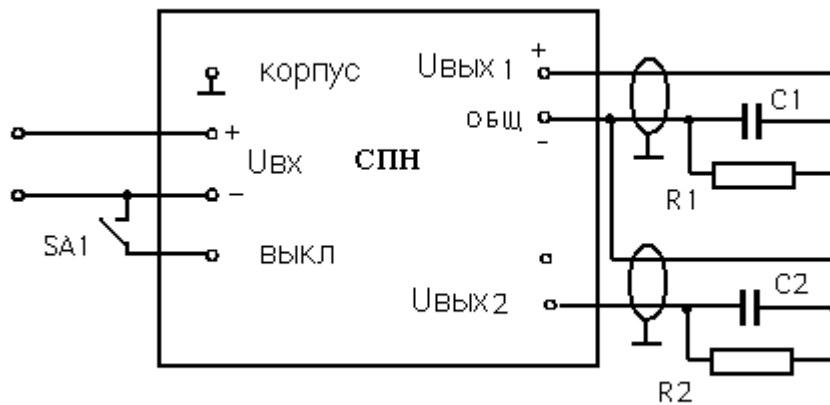 корпус
Uвых 1
+
C1
+
Uвх
СПН
общ
-
-
R1
SA1
выкл
Uвых 2
C2
R2